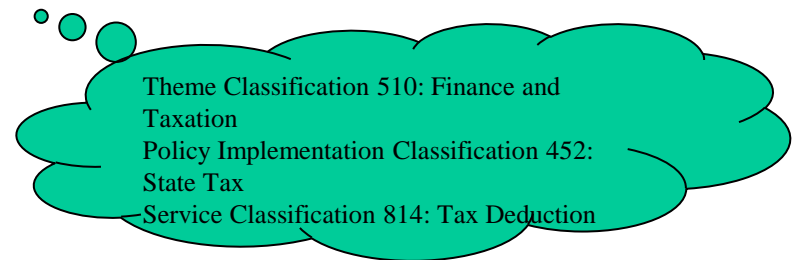 Theme Classification 510: Finance and
Taxation
Policy Implementation Classification 452:
State Tax
Service Classification 814: Tax Deduction